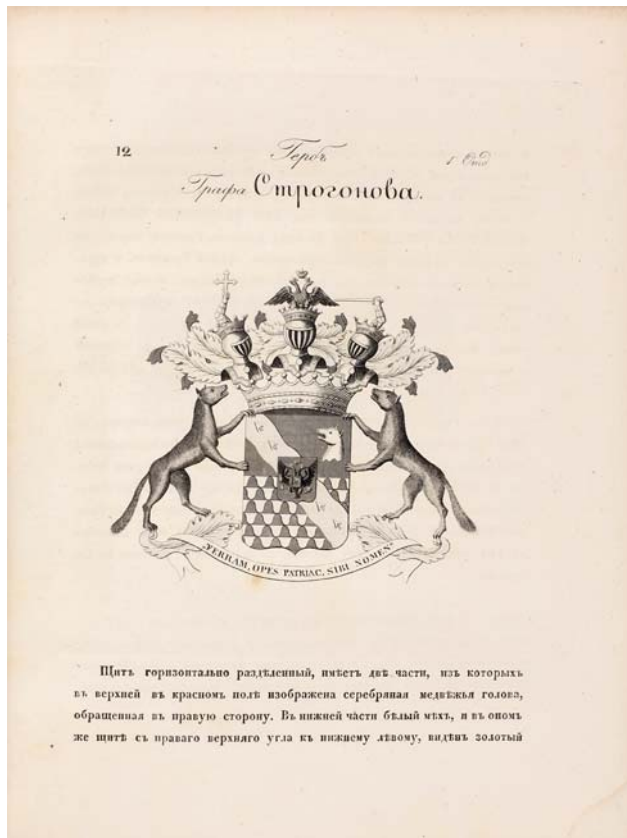 12
Гербъ
1 Отд
Графа Строгонова.
FERRAM, OPES PATRIAC, SIBI NOMEN
Щитъ горизонтально раздѣленный, имѣетъ двѣ части, изъ которыхъ
въ верхней въ красномъ полѣ изображена серебряная медвѣжья голова,
обращенная въ правую сторону. Въ нижней части бѣлый мѣхъ, и въ ономъ
же щитѣ съ праваго верхняго угла къ нижнему лѣвому, видѣнъ золотый